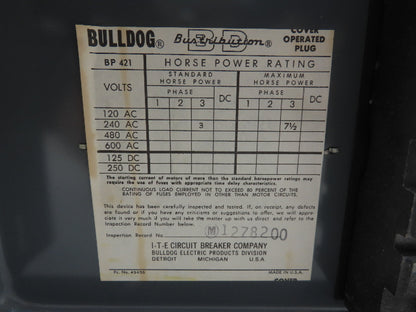 BULLDOG® BD Bustribution® COVER
OPERATED
PLUG
BP 421 HORSE POWER RATING
VOLTS STANDARD HORSE POWER MAXIMUM HORSE POWER
PHASE DC PHASE DC
1 2 3 1 2 3
120 AC
240 AC 3 7½
480 AC
600 AC
125 DC
250 DC
The starting current of motors of more than the standard horsepower rating may
require the use of fuses with appropriate time delay characteristics.
CONTINUOUS LOAD CURRENT NOT TO EXCEED 80 PERCENT OF THE
RATING OF FUSES EMPLOYED IN OTHER THAN MOTOR CIRCUITS.
This device has been carefully inspected and tested. If, on receipt, any defects
are found or if you have any criticisms or suggestions to offer, we will appre-
ciate it very much if you will take the matter up with us direct and refer to the
Inspection Record Number below.
Inspection Record No. M 1278200
I-T-E CIRCUIT BREAKER COMPANY
BULLDOG ELECTRIC PRODUCTS DIVISION
DETROIT MICHIGAN U.S.A.
MADE IN U.S.A.
COVER